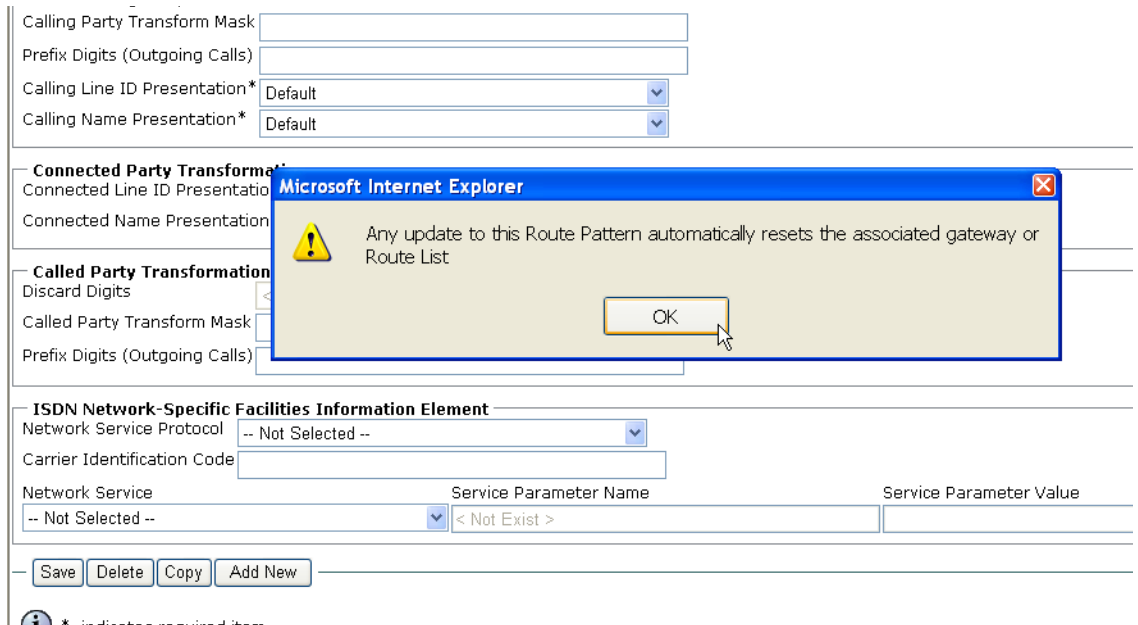 Calling Party Transform Mask
Prefix Digits (Outgoing Calls)
Calling Line ID Presentation* Default
Calling Name Presentation* Default
Connected Party Transformati
Connected Line ID Presentatio
Connected Name Presentation
Microsoft Internet Explorer
Any update to this Route Pattern automatically resets the associated gateway or
Route List
OK
Called Party Transformation
Discard Digits <
Called Party Transform Mask
Prefix Digits (Outgoing Calls)
ISDN Network-Specific Facilities Information Element
Network Service Protocol -- Not Selected --
Carrier Identification Code
Network Service Service Parameter Name Service Parameter Value
-- Not Selected -- < Not Exist >
Save Delete Copy Add New
* indicates required item